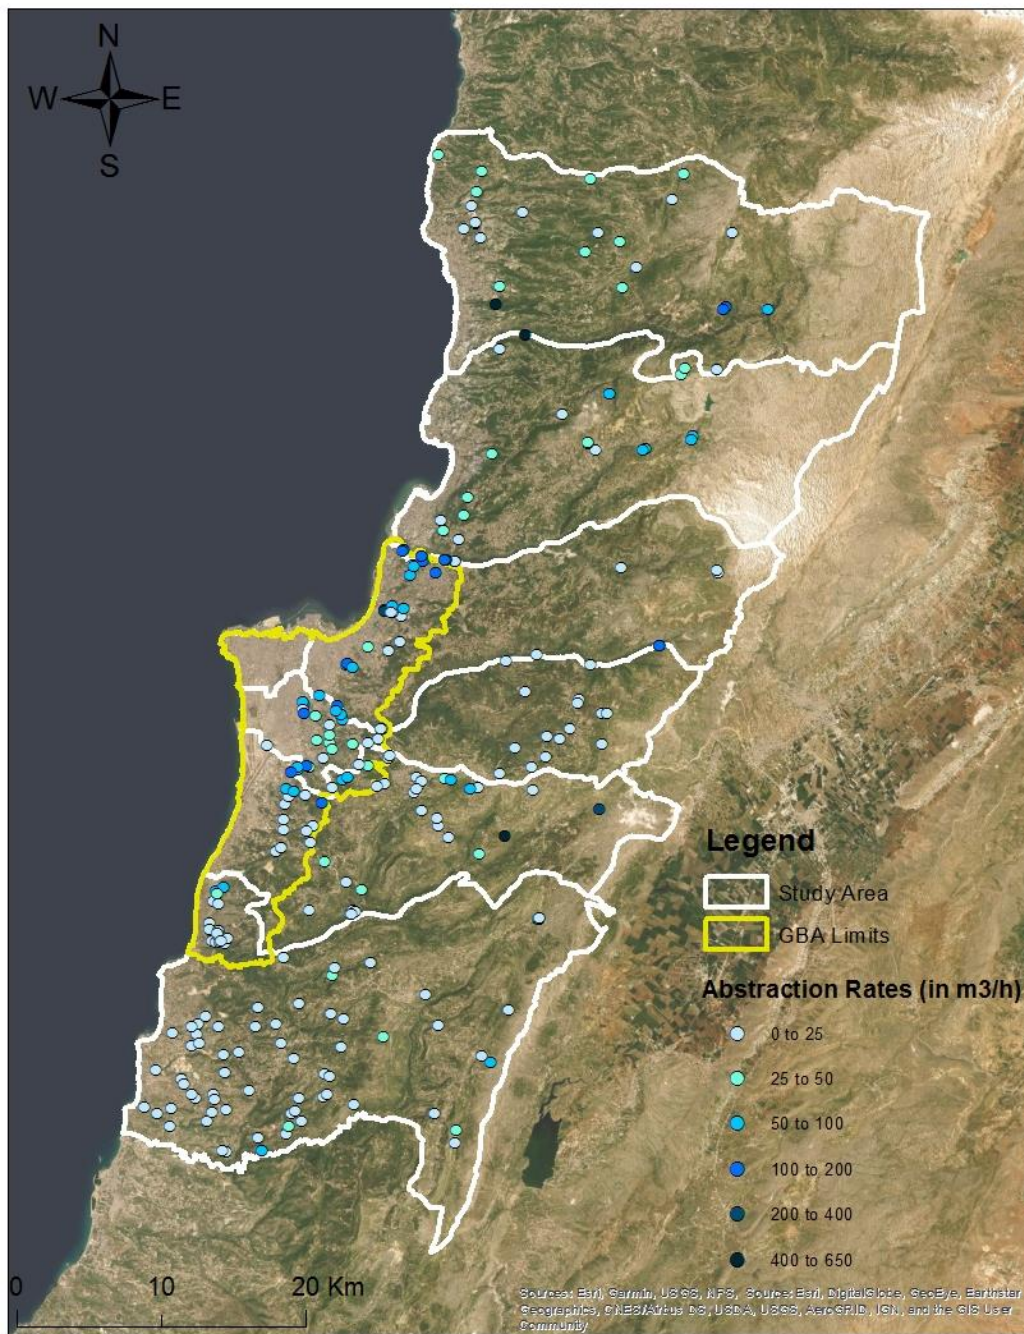 N
W E
S
Legend
Study Area
GBA Limits
Abstraction Rates (in m3/h)
0 to 25
25 to 50
50 to 100
100 to 200
200 to 400
400 to 650
0 10 20 Km
Sources: Esri, Garmin, USGS, NPS, Source: Esri, DigitalGlobe, GeoEye, Earthstar
Geographics, CNES/Airbus DS, USDA, USGS, AeroGRID, IGN, and the GIS User
Community